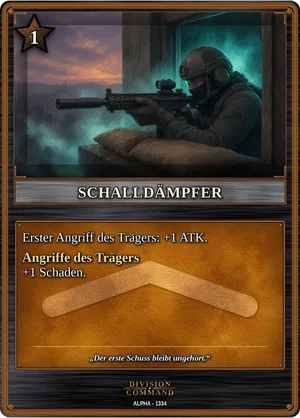 1
SCHALLDÄMPFER
Erster Angriff des Trägers: +1 ATK.
Angriffe des Trägers
+1 Schaden.
„Der erste Schuss bleibt ungehört.“
DIVISION
COMMAND
ALPHA - 1334